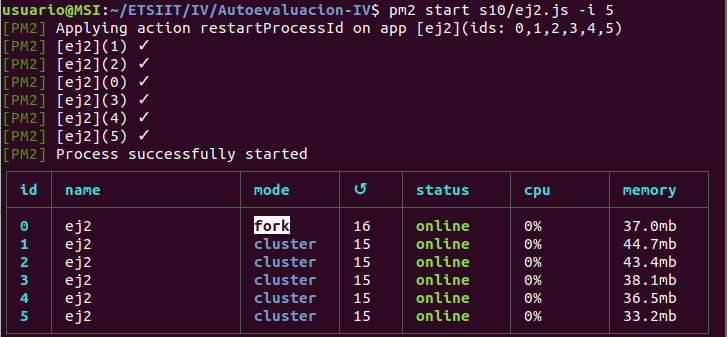 usuario@MSI:~/ETSIIT/IV/Autoevaluacion-IV$ pm2 start s10/ej2.js -i 5
[PM2] Applying action restartProcessId on app [ej2](ids: 0,1,2,3,4,5)
[PM2] [ej2](1) ✓
[PM2] [ej2](2) ✓
[PM2] [ej2](0) ✓
[PM2] [ej2](3) ✓
[PM2] [ej2](4) ✓
[PM2] [ej2](5) ✓
[PM2] Process successfully started
id name mode ↺ status cpu memory
0 ej2 fork 16 online 0% 37.0mb
1 ej2 cluster 15 online 0% 44.7mb
2 ej2 cluster 15 online 0% 43.4mb
3 ej2 cluster 15 online 0% 38.1mb
4 ej2 cluster 15 online 0% 36.5mb
5 ej2 cluster 15 online 0% 33.2mb